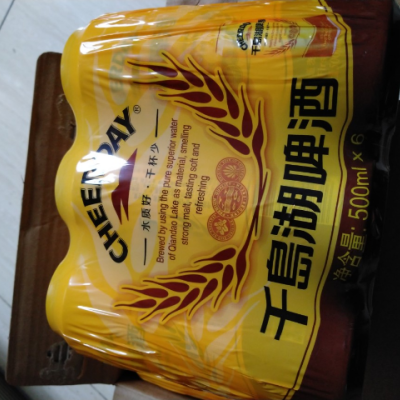 CHEERDAY®
水质好·千杯少
Brewed by using the pure superior water
of Qiandao Lake as material, smelling
strong malt, tasting soft and
refreshing
千島湖啤酒
净含量:500ml×6